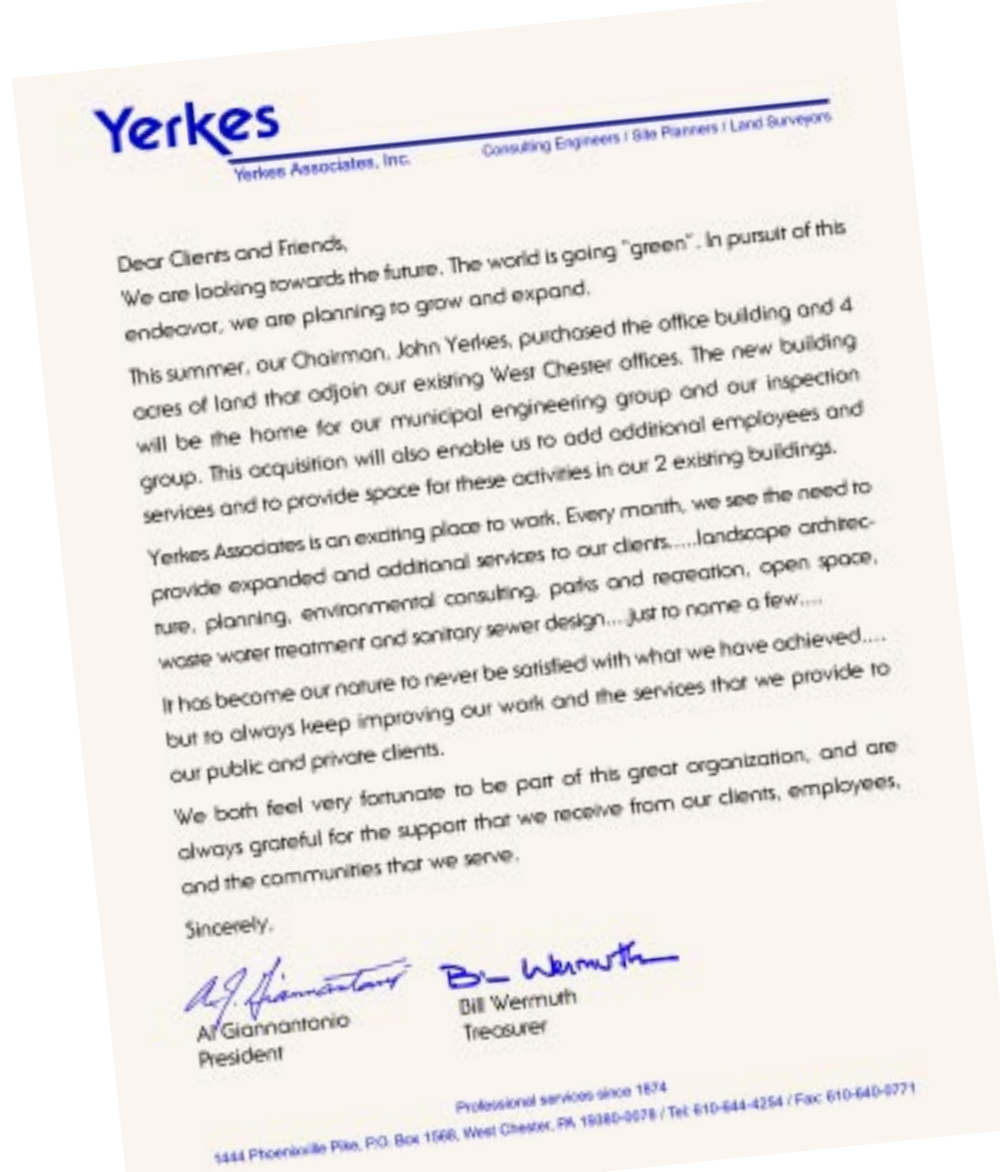 Yerkes
Yerkes Associates, Inc.
Consulting Engineers / Site Planners / Land Surveyors
Dear Clients and Friends,
We are looking towards the future. The world is going "green". In pursuit of this
endeavor, we are planning to grow and expand.
This summer, our Chairman, John Yerkes, purchased the office building and 4
acres of land that adjoin our existing West Chester offices. The new building
will be the home for our municipal engineering group and our inspection
group. This acquisition will also enable us to add additional employees and
services and to provide space for these activities in our 2 existing buildings.
Yerkes Associates is an exciting place to work. Every month, we see the need to
provide expanded and additional services to our clients.....landscape architec-
ture, planning, environmental consulting, parks and recreation, open space,
waste water treatment and sanitary sewer design....just to name a few....
It has become our nature to never be satisfied with what we have achieved....
but to always keep improving our work and the services that we provide to
our public and private clients.
We both feel very fortunate to be part of this great organization, and are
always grateful for the support that we receive from our clients, employees,
and the communities that we serve.
Sincerely,
A.J. Giannantonio
Bill Wermuth
Al Giannantonio
Bill Wermuth
President
Treasurer
Professional services since 1874
1444 Phoenixville Pike, P.O. Box 1568, West Chester, PA 19380-0078 / Tel: 610-644-4254 / Fax: 610-640-0771